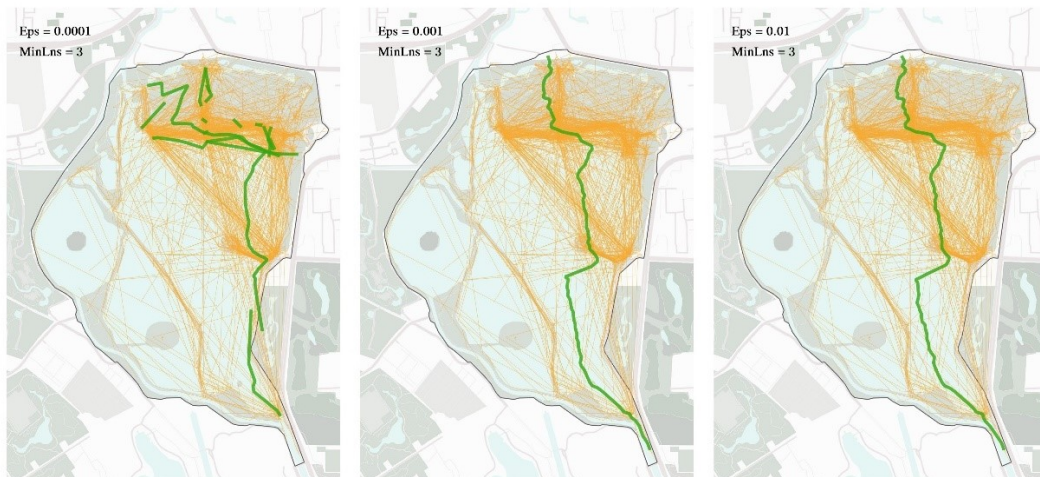 Eps = 0.0001
MinLns = 3
Eps = 0.001
MinLns = 3
Eps = 0.01
MinLns = 3